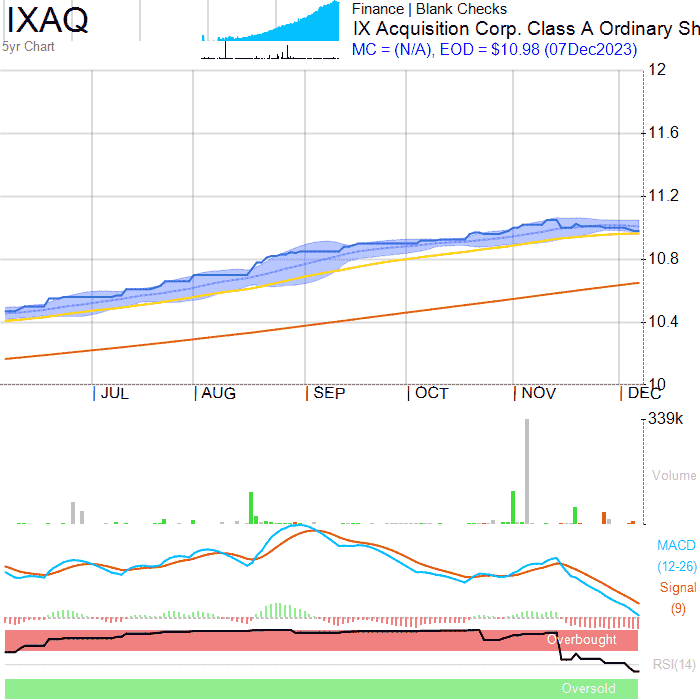 IXAQ
5yr Chart
Finance | Blank Checks
IX Acquisition Corp. Class A Ordinary Sh
MC = (N/A), EOD = $10.98 (07Dec2023)
12
11.6
11.2
10.8
10.4
10
JUL
AUG
SEP
OCT
NOV
DEC
339k
Volume
MACD
(12-26)
Signal
(9)
Overbought
RSI(14)
Oversold